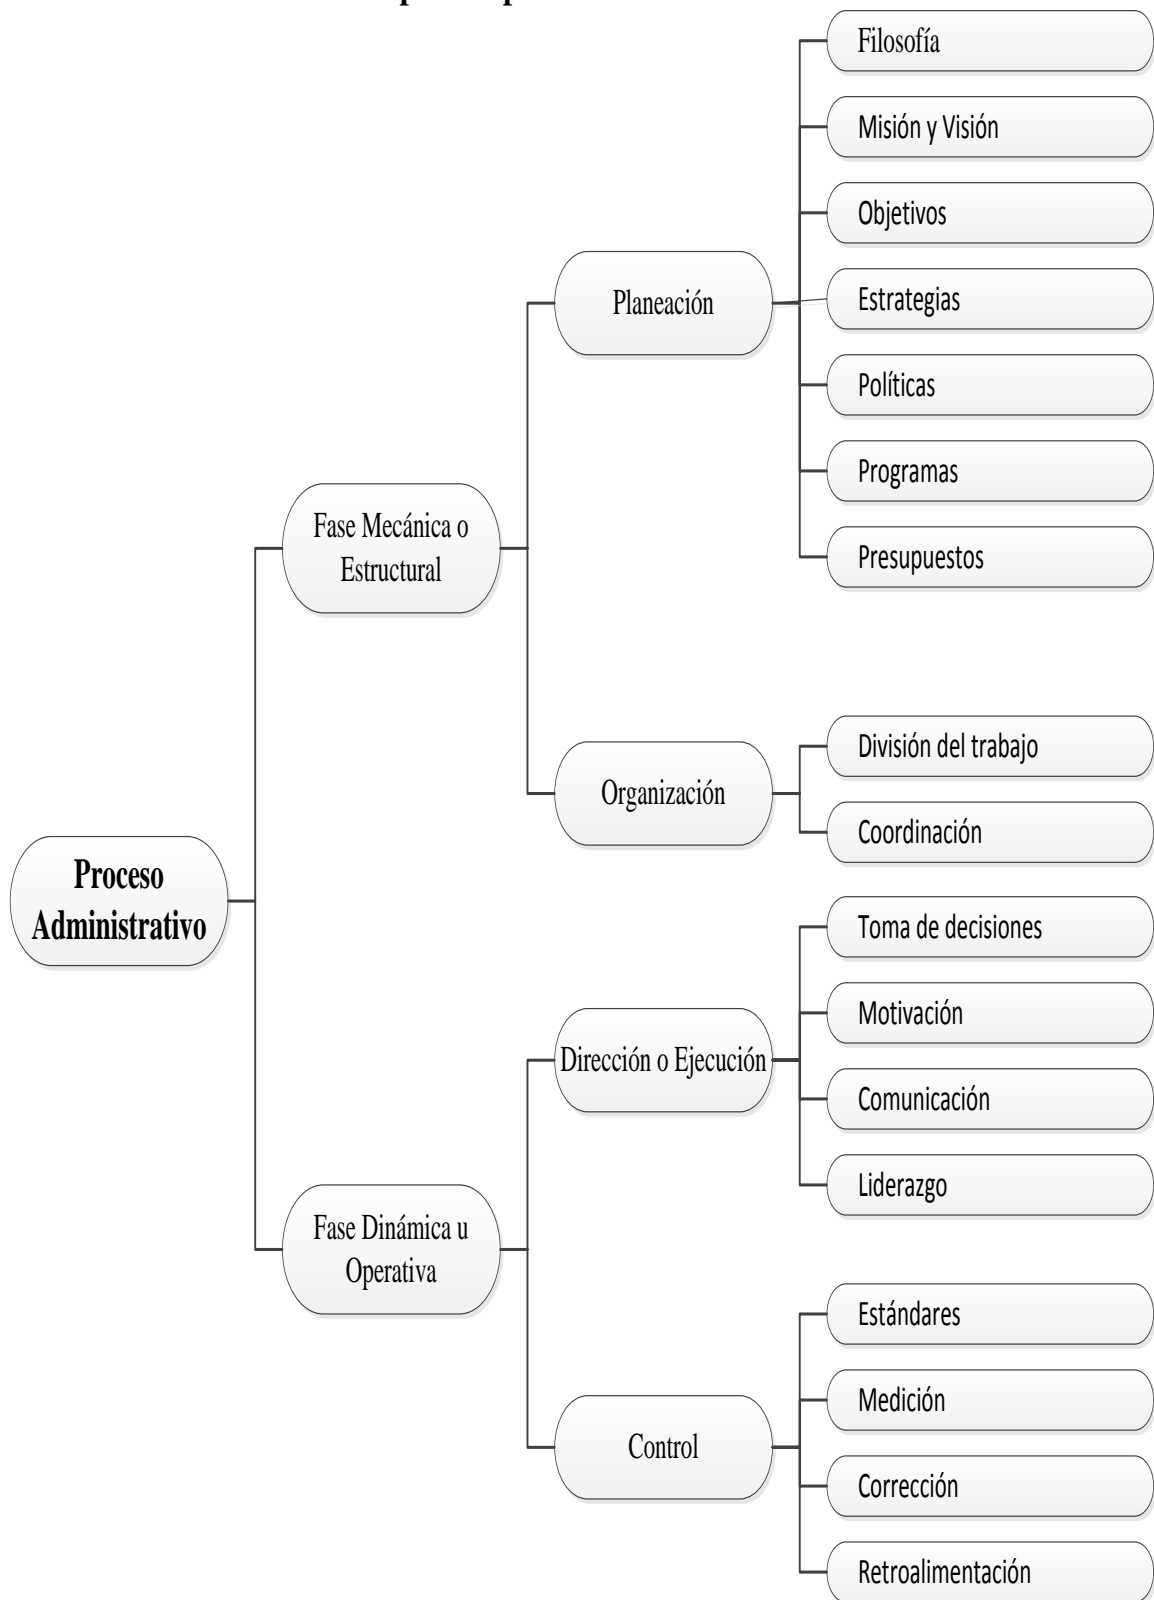 Filosofía
Misión y Visión
Objetivos
Estrategias
Políticas
Programas
Presupuestos
Planeación
Fase Mecánica o
Estructural
División del trabajo
Coordinación
Organización
Proceso
Administrativo
Toma de decisiones
Motivación
Comunicación
Liderazgo
Dirección o Ejecución
Fase Dinámica u
Operativa
Estándares
Medición
Corrección
Retroalimentación
Control